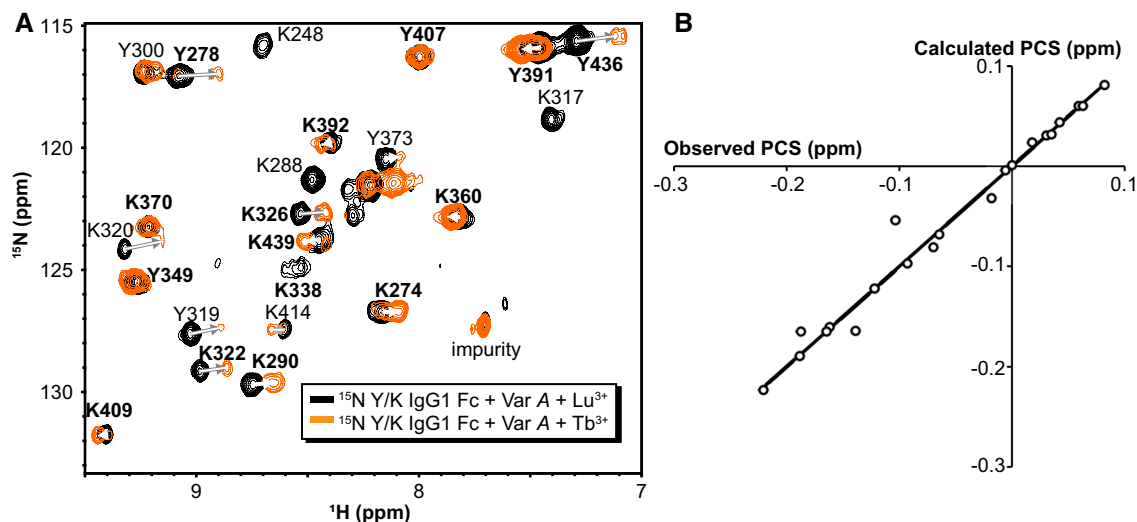 A
B
115
120
125
130
¹⁵N (ppm)
9
8
7
¹H (ppm)
K248
Y300
Y278
Y407
Y391
Y436
K317
K392
Y373
K288
K370
K326
K360
K320
K439
Y349
K338
K274
Y319
K414
impurity
K322
K290
K409
¹⁵N Y/K IgG1 Fc + Var A + Lu³⁺
¹⁵N Y/K IgG1 Fc + Var A + Tb³⁺
Calculated PCS (ppm)
0.1
Observed PCS (ppm)
-0.3
-0.2
-0.1
0.1
-0.1
-0.3